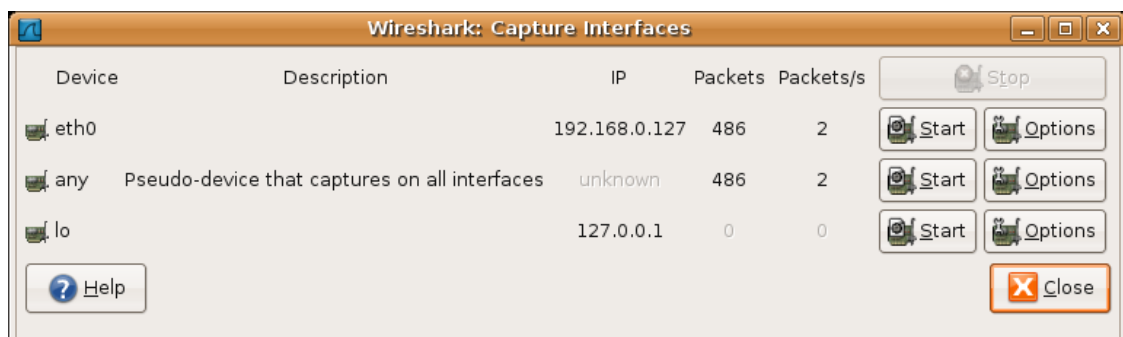 Wireshark: Capture Interfaces
Device Description IP Packets Packets/s Stop
eth0 192.168.0.127 486 2 Start Options
any Pseudo-device that captures on all interfaces unknown 486 2 Start Options
lo 127.0.0.1 0 0 Start Options
Help Close